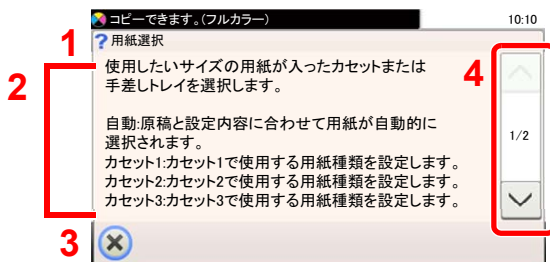 コピーできます。(フルカラー)
10:10
1
?用紙選択
2
使用したいサイズの用紙が入ったカセットまたは
手差しトレイを選択します。
自動:原稿と設定内容に合わせて用紙が自動的に
選択されます。
カセット1:カセット1で使用する用紙種類を設定します。
カセット2:カセット2で使用する用紙種類を設定します。
カセット3:カセット3で使用する用紙種類を設定します。
4
1/2
3